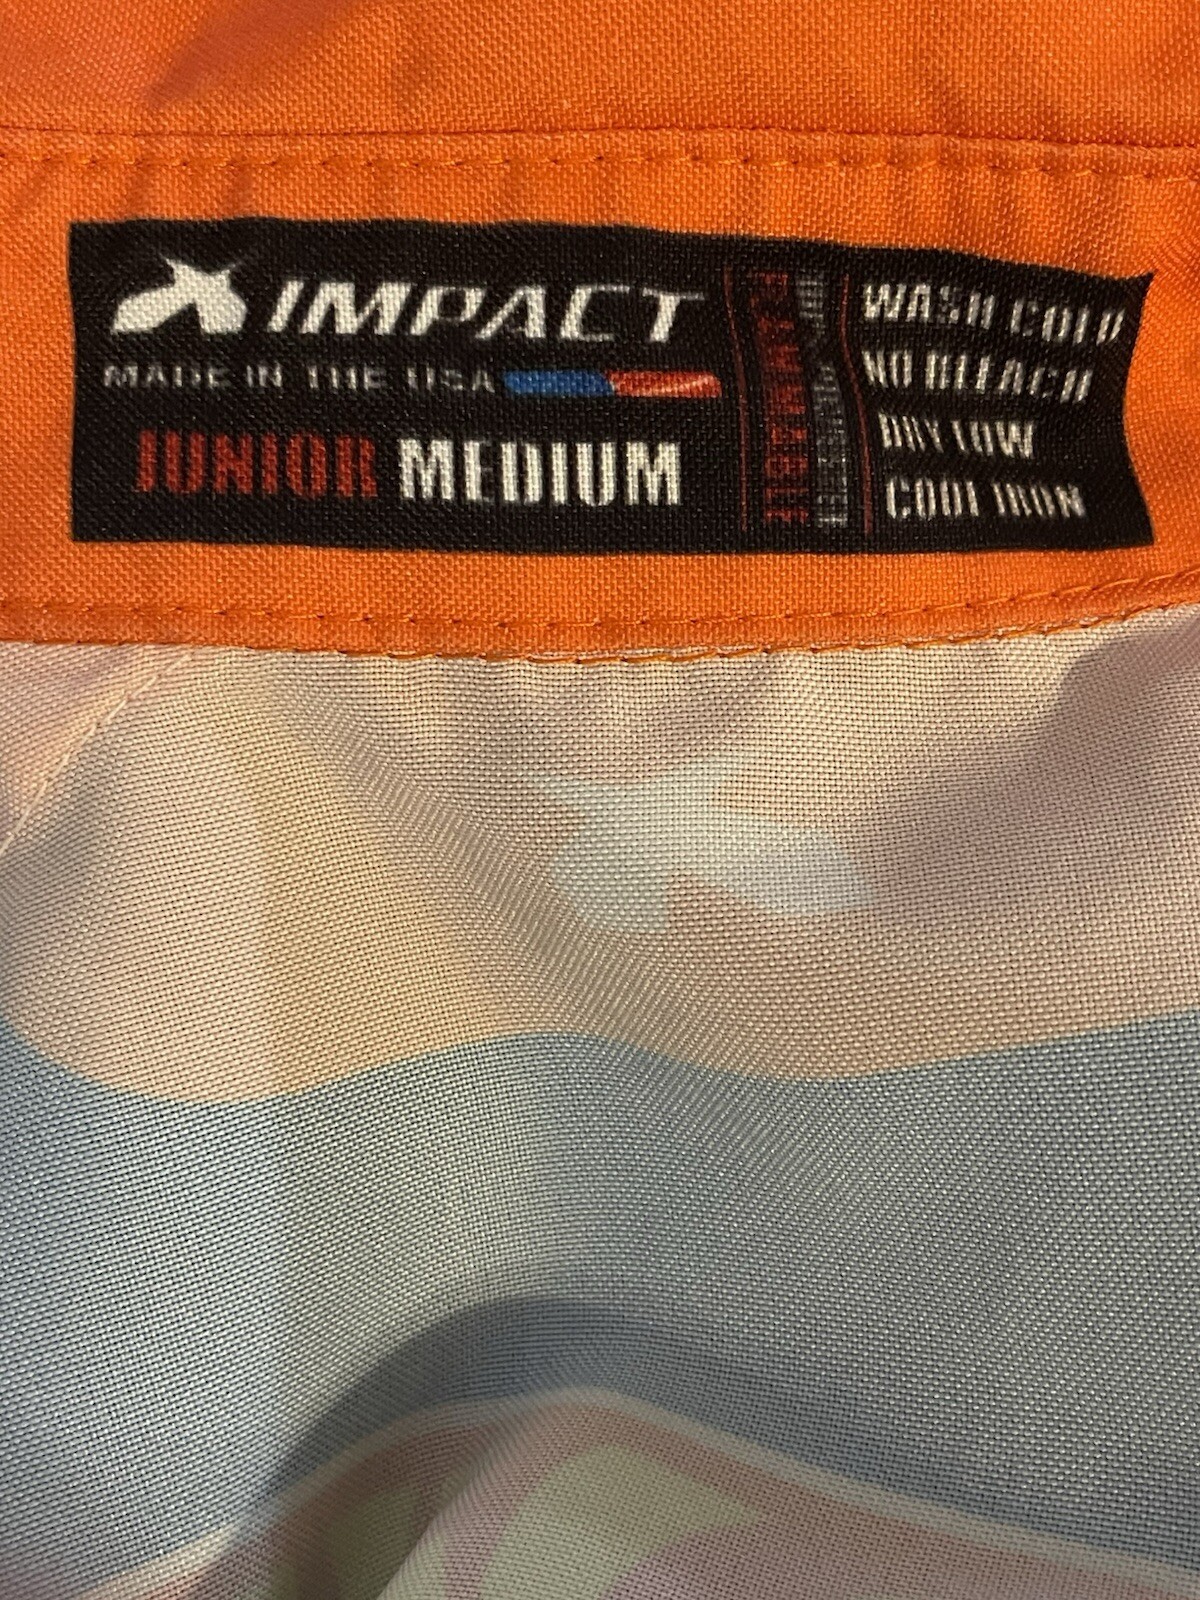 IMPACT
MADE IN THE USA
JUNIOR MEDIUM
WASH COLD
NO BLEACH
DRY LOW
COOL IRON